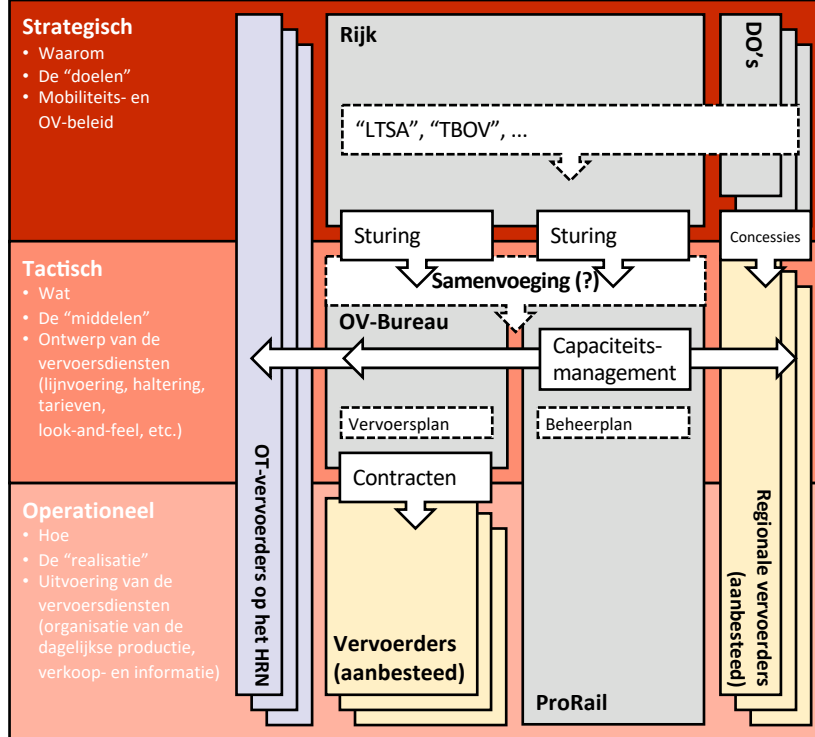 Strategisch
• Waarom
• De “doelen”
• Mobiliteits- en
OV-beleid
Rijk
DO’s
“LTSA”, “TBOV”, ...
Sturing
Sturing
Concessies
Tactisch
• Wat
• De “middelen”
• Ontwerp van de
vervoersdiensten
(lijnvoering, haltering,
tarieven,
look-and-feel, etc.)
Samenvoeging (?)
OV-Bureau
Capaciteits-
management
Vervoersplan
Beheerplan
Contracten
OT-vervoerders op het HRN
Operationeel
• Hoe
• De “realisatie”
• Uitvoering van de
vervoersdiensten
(organisatie van de
dagelijkse productie,
verkoop- en informatie)
Vervoerders
(aanbesteed)
ProRail
Regionale vervoerders
(aanbesteed)